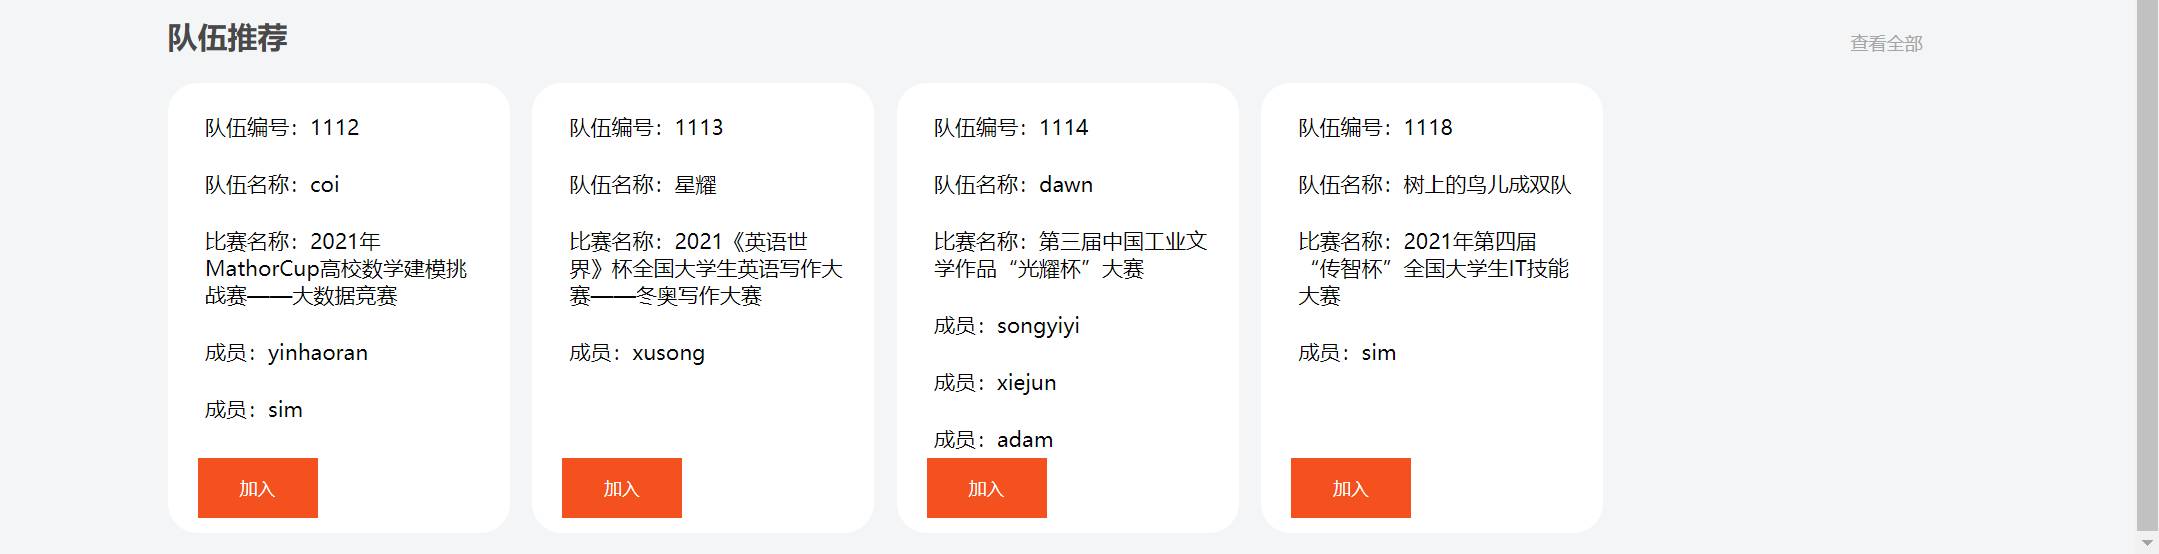 队伍推荐
查看全部
队伍编号：1112
队伍名称：coi
比赛名称：2021年
MathorCup高校数学建模挑
战赛——大数据竞赛
成员：yinhaoran
成员：sim
加入
队伍编号：1113
队伍名称：星耀
比赛名称：2021《英语世
界》杯全国大学生英语写作大
赛——冬奥写作大赛
成员：xusong
加入
队伍编号：1114
队伍名称：dawn
比赛名称：第三届中国工业文
学作品“光耀杯”大赛
成员：songyiyi
成员：xiejun
成员：adam
加入
队伍编号：1118
队伍名称：树上的鸟儿成双队
比赛名称：2021年第四届
“传智杯”全国大学生IT技能
大赛
成员：sim
加入